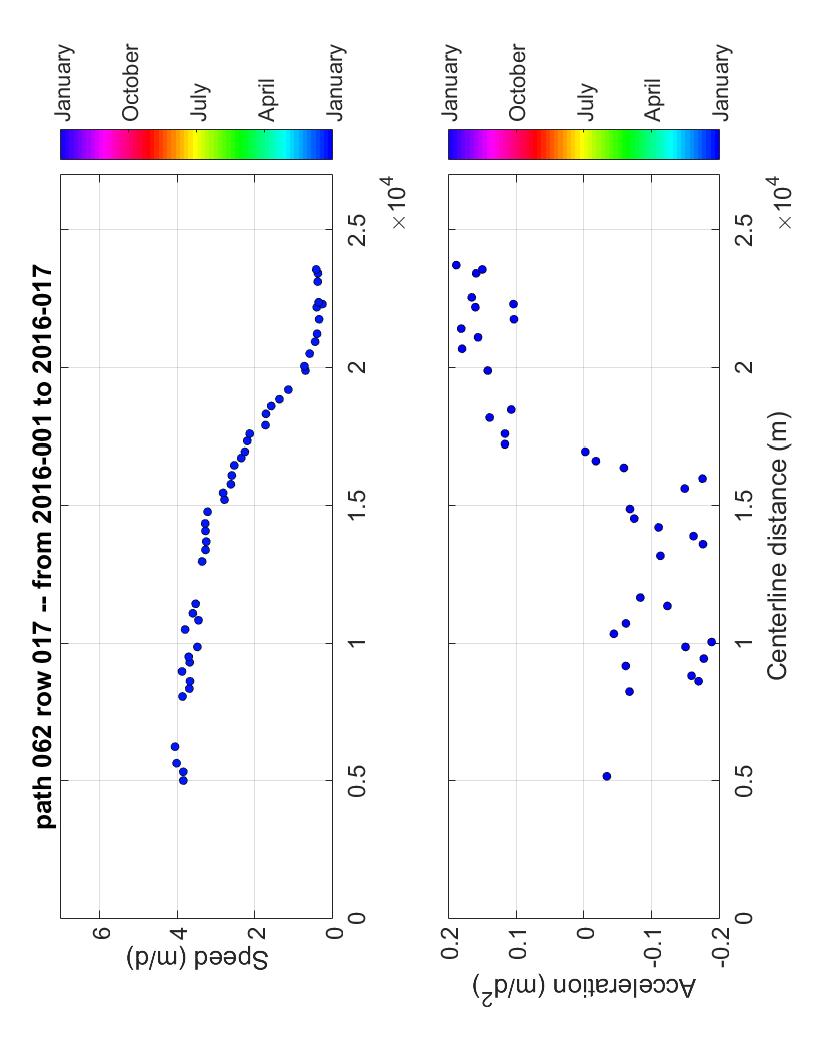 path 062 row 017 -- from 2016-001 to 2016-017
Speed (m/d)
6
4
2
0
0
0.5
1
1.5
2
2.5
×10^4
January
October
July
April
January
Acceleration (m/d^2)
0.2
0.1
0
-0.1
-0.2
0
0.5
1
1.5
2
2.5
×10^4
Centerline distance (m)
January
October
July
April
January